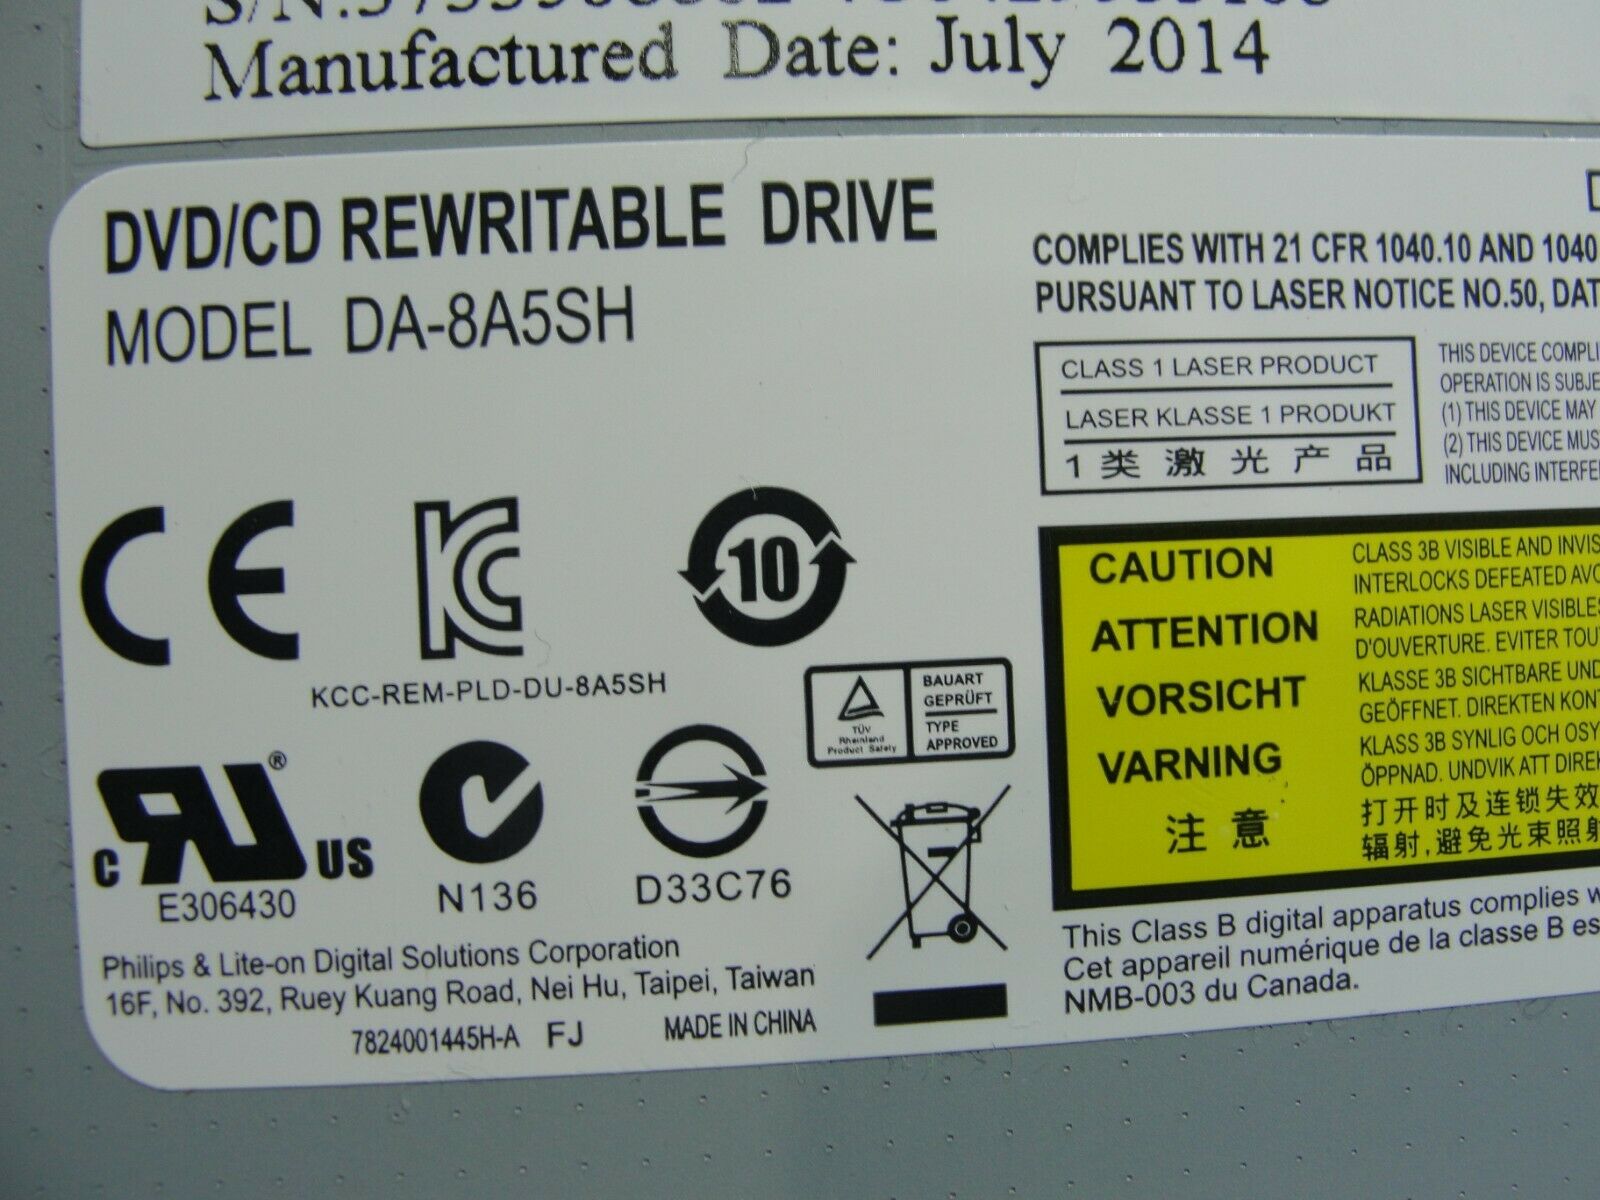 Manufactured Date: July 2014
DVD/CD REWRITABLE DRIVE
MODEL DA-8A5SH
COMPLIES WITH 21 CFR 1040.10 AND 1040
PURSUANT TO LASER NOTICE NO.50, DAT
CLASS 1 LASER PRODUCT
LASER KLASSE 1 PRODUKT
1 类 激 光 产 品
THIS DEVICE COMPLI
OPERATION IS SUBJE
(1) THIS DEVICE MAY
(2) THIS DEVICE MUS
INCLUDING INTERFE
CE
KC
10
KCC-REM-PLD-DU-8A5SH
TÜV
Rheinland
Product Safety
BAUART
GEPRÜFT
TYPE
APPROVED
c RU ® US
E306430
N136
D33C76
Philips & Lite-on Digital Solutions Corporation
16F, No. 392, Ruey Kuang Road, Nei Hu, Taipei, Taiwan
7824001445H-A FJ MADE IN CHINA
CAUTION
ATTENTION
VORSICHT
VARNING
注 意
CLASS 3B VISIBLE AND INVIS
INTERLOCKS DEFEATED AVO
RADIATIONS LASER VISIBLES
D'OUVERTURE. EVITER TOU
KLASSE 3B SICHTBARE UND
GEÖFFNET. DIREKTEN KON
KLASS 3B SYNLIG OCH OSY
ÖPPNAD. UNDVIK ATT DIREK
打开时及连锁失效
辐射,避免光束照射
This Class B digital apparatus complies w
Cet appareil numérique de la classe B es
NMB-003 du Canada.